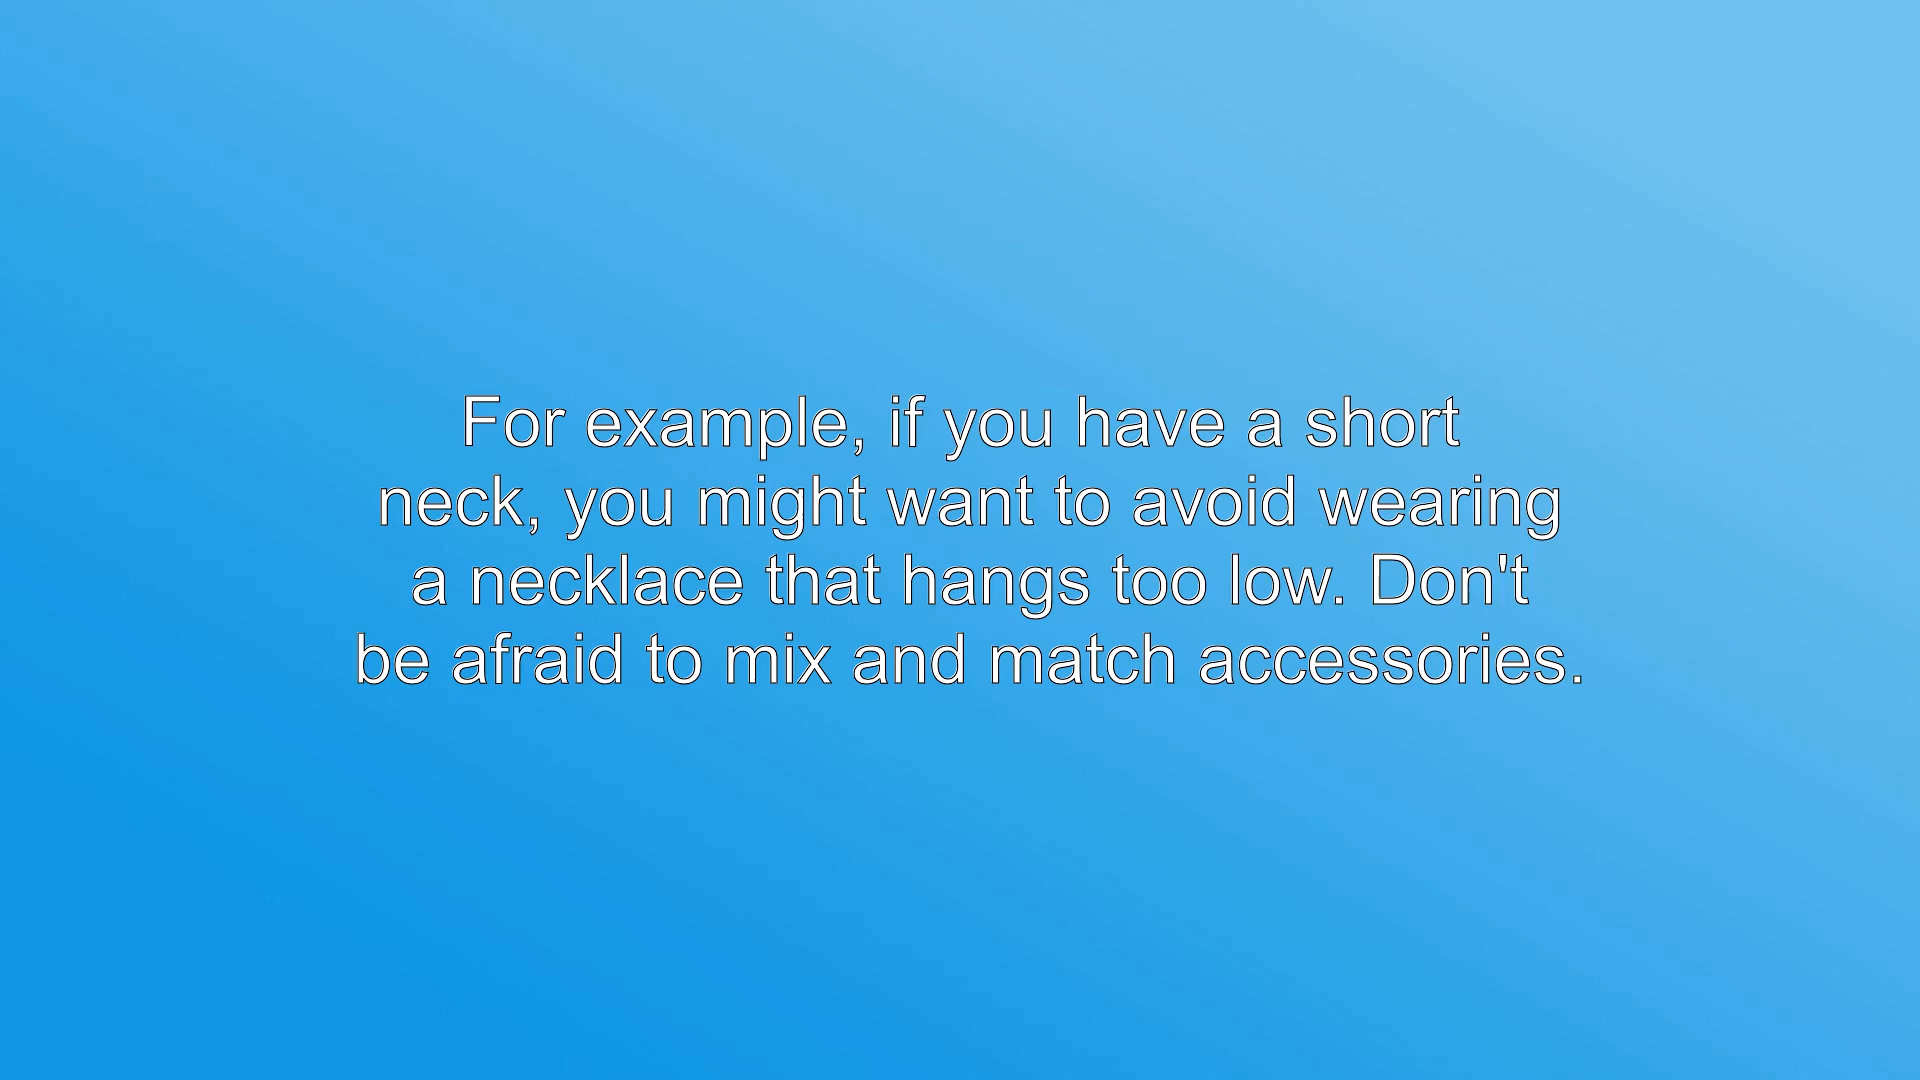 For example, if you have a short
neck, you might want to avoid wearing
a necklace that hangs too low. Don't
be afraid to mix and match accessories.